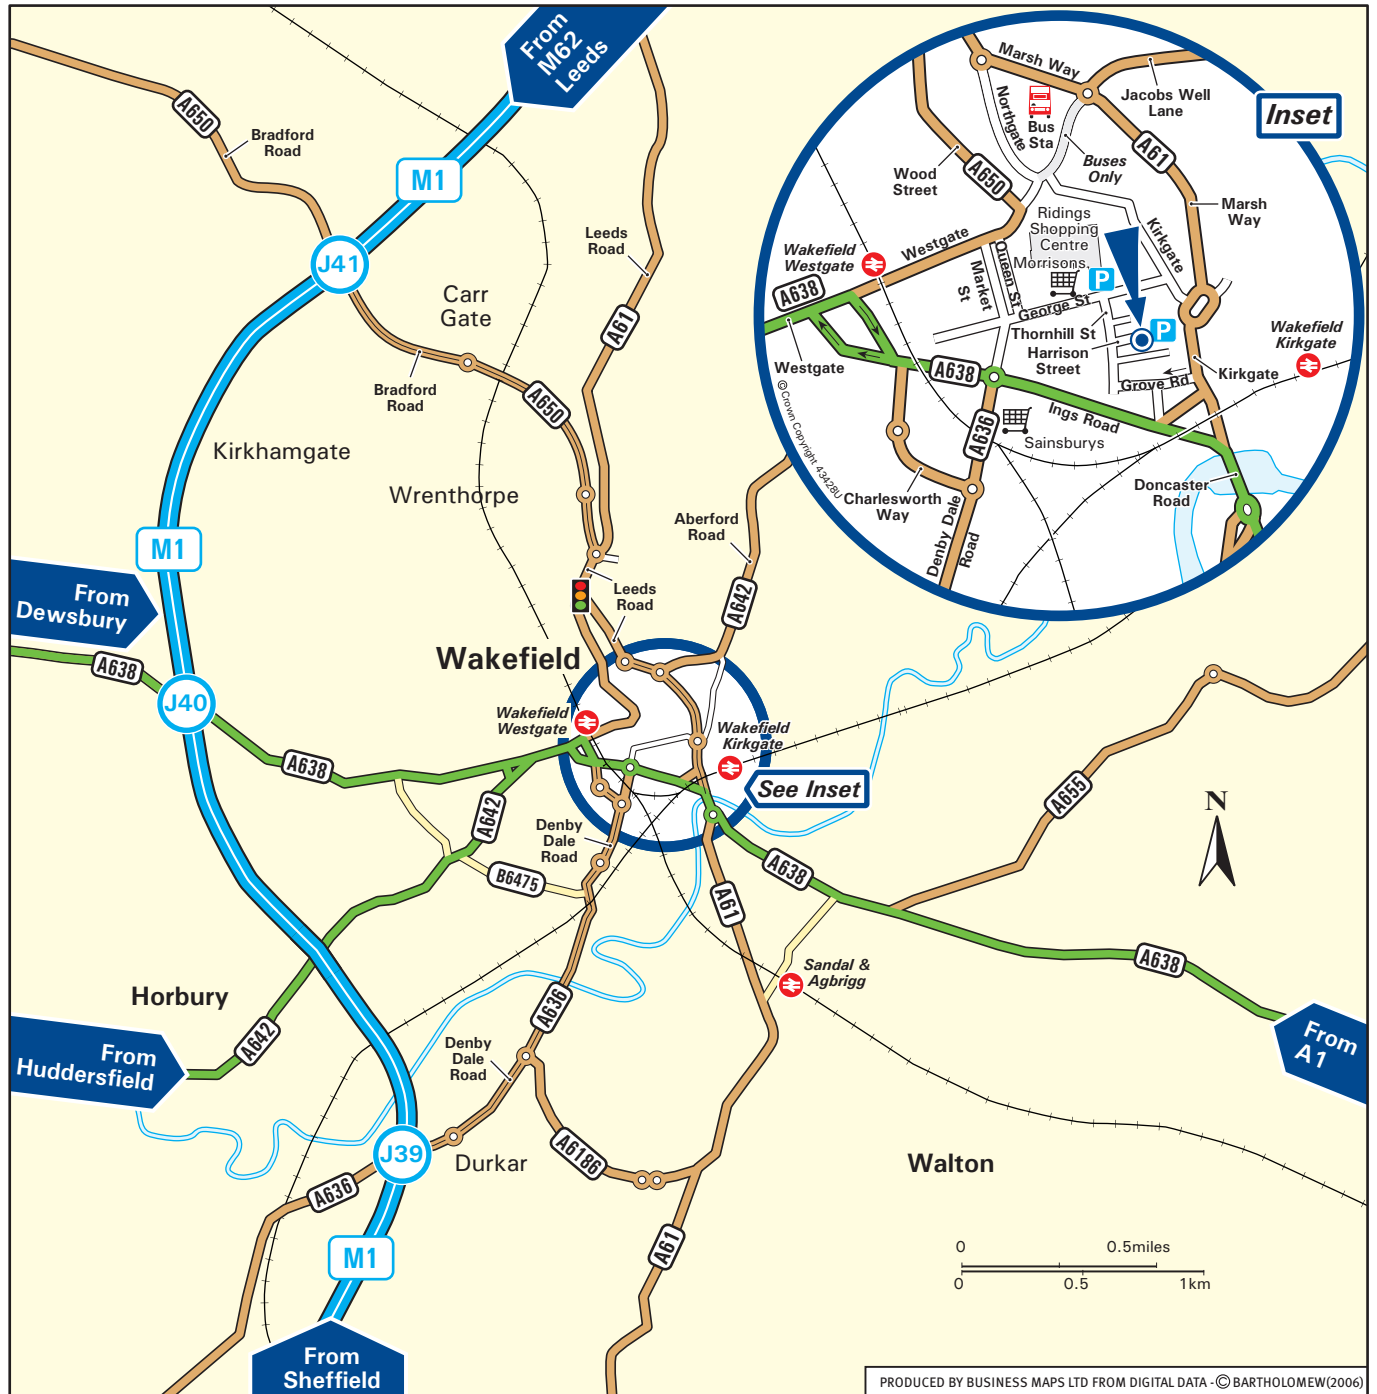 From
M62
Leeds
A650
Bradford
Road
M1
J41
Carr
Gate
Leeds
Road
A61
Bradford
Road
A650
Kirkhamgate
Wrenthorpe
M1
From
Dewsbury
A638
J40
A638
Aberford
Road
A642
Leeds
Road
Wakefield
Wakefield
Westgate
Wakefield
Kirkgate
See Inset
A642
Denby
Dale
Road
B6475
A638
A61
A655
N
A638
From
A1
Sandal &
Agbrigg
Horbury
A642
From
Huddersfield
A636
Denby
Dale
Road
J39
Durkar
A6186
A636
Walton
M1
A61
From
Sheffield
0
0.5miles
0
0.5
1km
PRODUCED BY BUSINESS MAPS LTD FROM DIGITAL DATA - © BARTHOLOMEW(2006)
Inset
Marsh Way
Jacobs Well
Lane
Northgate
Bus
Sta
Buses
Only
A61
Wood
Street
A650
Marsh
Way
Ridings
Shopping
Centre
Morrisons
Kirkgate
Wakefield
Westgate
Westgate
Queen St
Market
St
P
A638
George St
Thornhill St
Harrison
Street
P
Wakefield
Kirkgate
Westgate
A638
Grove Rd
Kirkgate
Ings Road
© Crown Copyright 43428U
A636
Sainsburys
Charlesworth
Way
Doncaster
Road
Denby Dale
Road